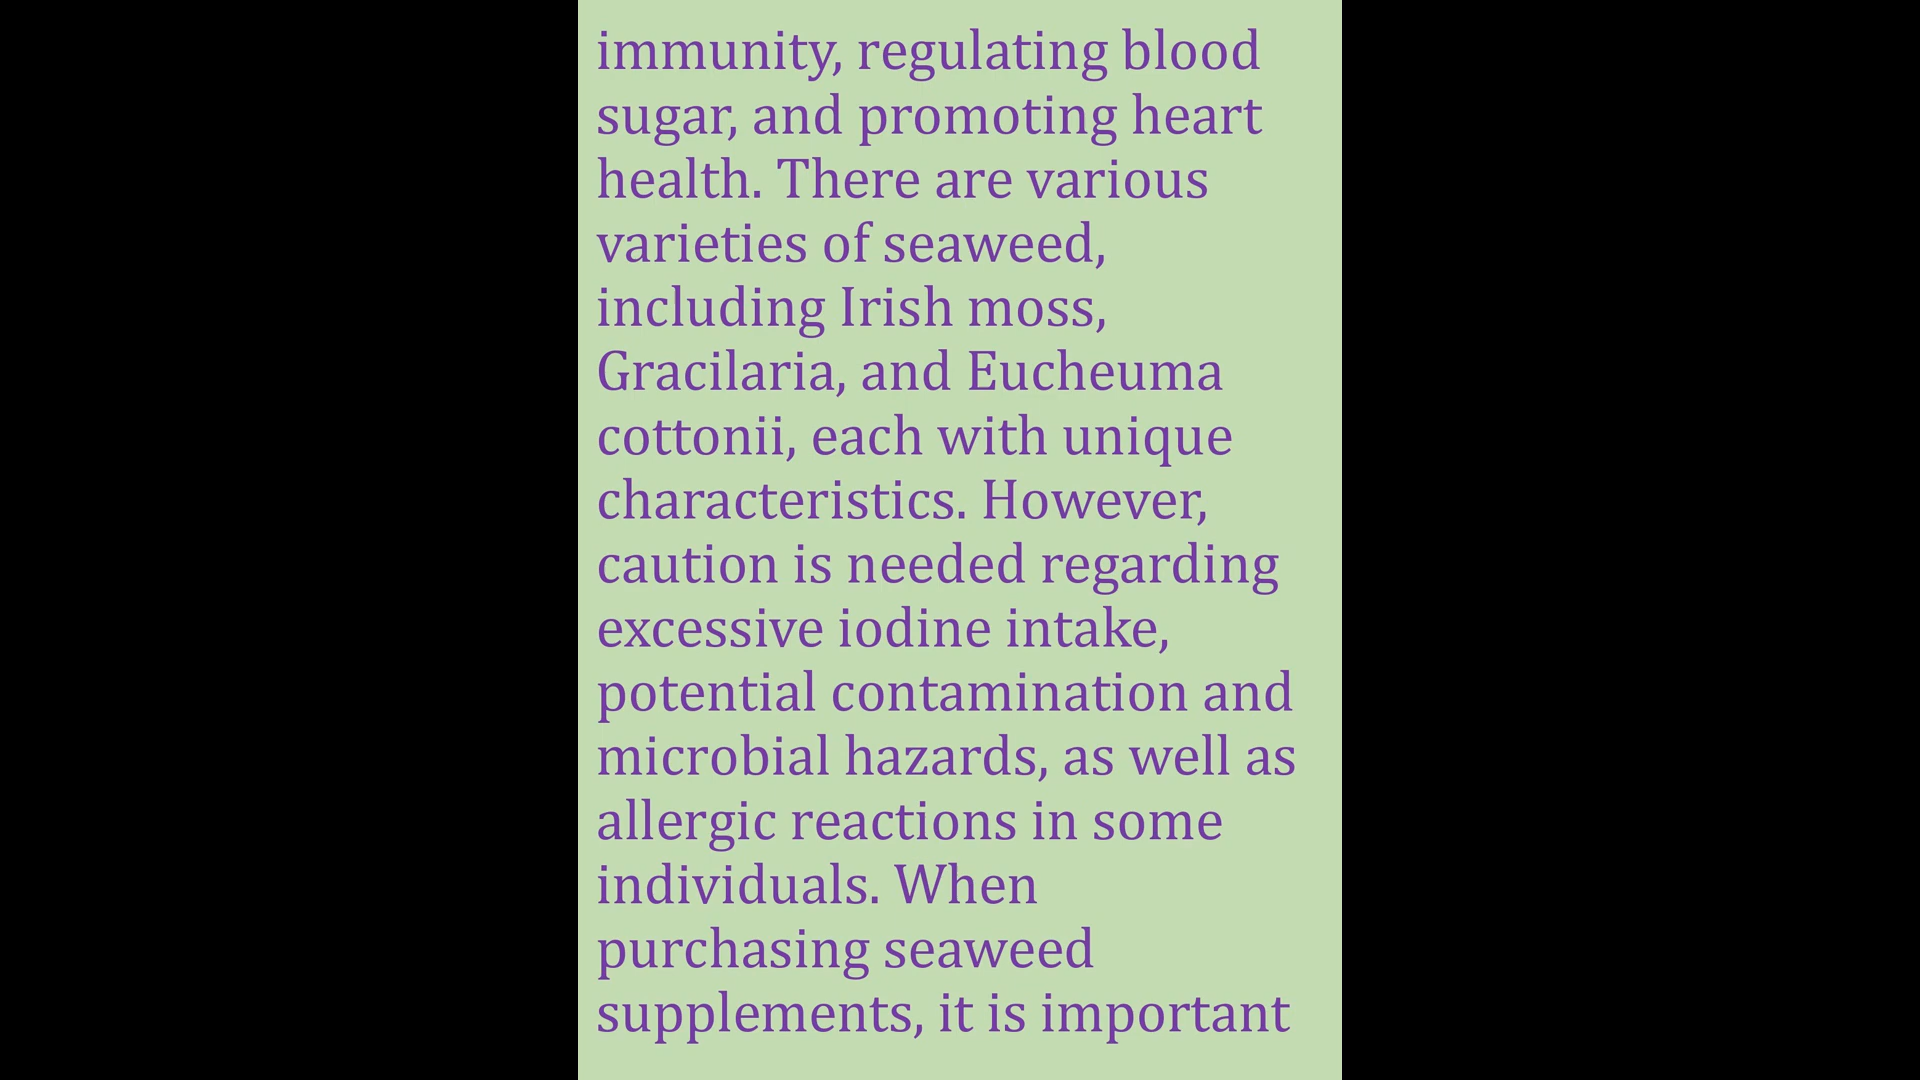 immunity, regulating blood
sugar, and promoting heart
health. There are various
varieties of seaweed,
including Irish moss,
Gracilaria, and Eucheuma
cottonii, each with unique
characteristics. However,
caution is needed regarding
excessive iodine intake,
potential contamination and
microbial hazards, as well as
allergic reactions in some
individuals. When
purchasing seaweed
supplements, it is important